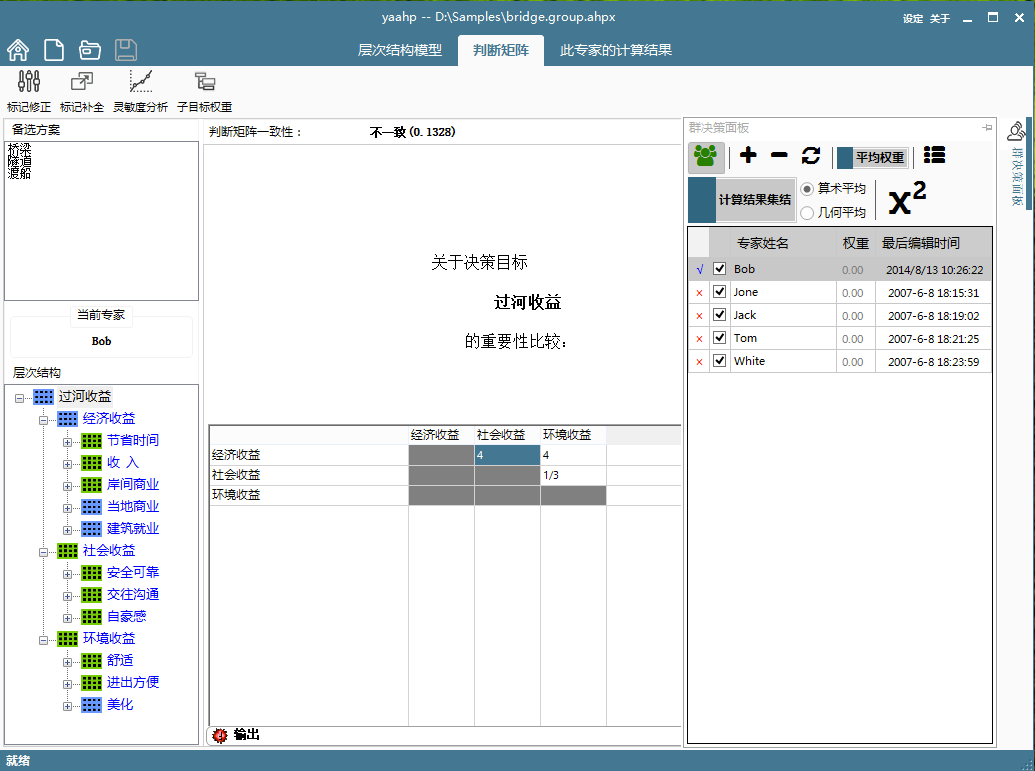 yaahp -- D:\Samples\bridge.group.ahpx
设定 关于
层次结构模型 判断矩阵 此专家的计算结果
标记修正 标记补全 灵敏度分析 子目标权重
备选方案
桥梁
隧道
渡船
当前专家
Bob
层次结构
过河收益
经济收益
节省时间
收 入
岸间商业
当地商业
建筑就业
社会收益
安全可靠
交往沟通
自豪感
环境收益
舒适
进出方便
美化
判断矩阵一致性： 不一致 (0. 1328)
关于决策目标
过河收益
的重要性比较：
经济收益 社会收益 环境收益
经济收益 4 4
社会收益 1/3
环境收益
输出
群决策面板
平均权重
计算结果集结
算术平均
几何平均
x2
专家姓名 权重 最后编辑时间
√ Bob 0.00 2014/8/13 10:26:22
× Jone 0.00 2007-6-8 18:15:31
× Jack 0.00 2007-6-8 18:19:02
× Tom 0.00 2007-6-8 18:21:25
× White 0.00 2007-6-8 18:23:59
群决策面板
就绪